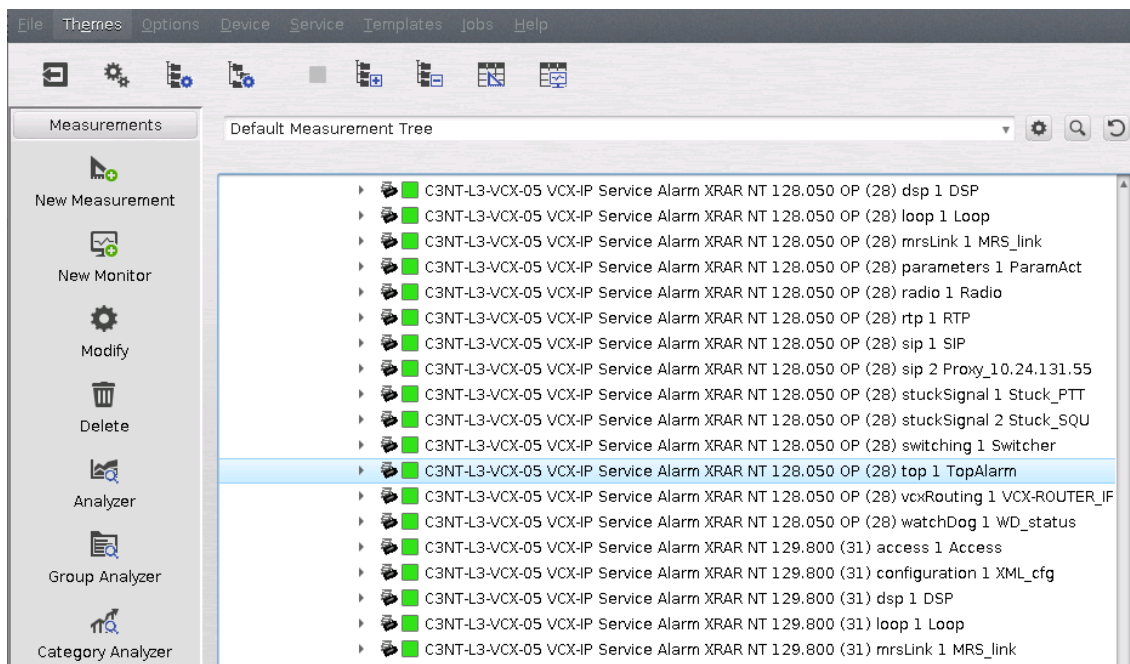 File Themes Options Device Service Templates Jobs Help
Measurements
Default Measurement Tree
New Measurement
New Monitor
Modify
Delete
Analyzer
Group Analyzer
Category Analyzer
C3NT-L3-VCX-05 VCX-IP Service Alarm XRAR NT 128.050 OP (28) dsp 1 DSP
C3NT-L3-VCX-05 VCX-IP Service Alarm XRAR NT 128.050 OP (28) loop 1 Loop
C3NT-L3-VCX-05 VCX-IP Service Alarm XRAR NT 128.050 OP (28) mrsLink 1 MRS_link
C3NT-L3-VCX-05 VCX-IP Service Alarm XRAR NT 128.050 OP (28) parameters 1 ParamAct
C3NT-L3-VCX-05 VCX-IP Service Alarm XRAR NT 128.050 OP (28) radio 1 Radio
C3NT-L3-VCX-05 VCX-IP Service Alarm XRAR NT 128.050 OP (28) rtp 1 RTP
C3NT-L3-VCX-05 VCX-IP Service Alarm XRAR NT 128.050 OP (28) sip 1 SIP
C3NT-L3-VCX-05 VCX-IP Service Alarm XRAR NT 128.050 OP (28) sip 2 Proxy_10.24.131.55
C3NT-L3-VCX-05 VCX-IP Service Alarm XRAR NT 128.050 OP (28) stuckSignal 1 Stuck_PTT
C3NT-L3-VCX-05 VCX-IP Service Alarm XRAR NT 128.050 OP (28) stuckSignal 2 Stuck_SQU
C3NT-L3-VCX-05 VCX-IP Service Alarm XRAR NT 128.050 OP (28) switching 1 Switcher
C3NT-L3-VCX-05 VCX-IP Service Alarm XRAR NT 128.050 OP (28) top 1 TopAlarm
C3NT-L3-VCX-05 VCX-IP Service Alarm XRAR NT 128.050 OP (28) vcxRouting 1 VCX-ROUTER_IF
C3NT-L3-VCX-05 VCX-IP Service Alarm XRAR NT 128.050 OP (28) watchDog 1 WD_status
C3NT-L3-VCX-05 VCX-IP Service Alarm XRAR NT 129.800 (31) access 1 Access
C3NT-L3-VCX-05 VCX-IP Service Alarm XRAR NT 129.800 (31) configuration 1 XML_cfg
C3NT-L3-VCX-05 VCX-IP Service Alarm XRAR NT 129.800 (31) dsp 1 DSP
C3NT-L3-VCX-05 VCX-IP Service Alarm XRAR NT 129.800 (31) loop 1 Loop
C3NT-L3-VCX-05 VCX-IP Service Alarm XRAR NT 129.800 (31) mrsLink 1 MRS_link